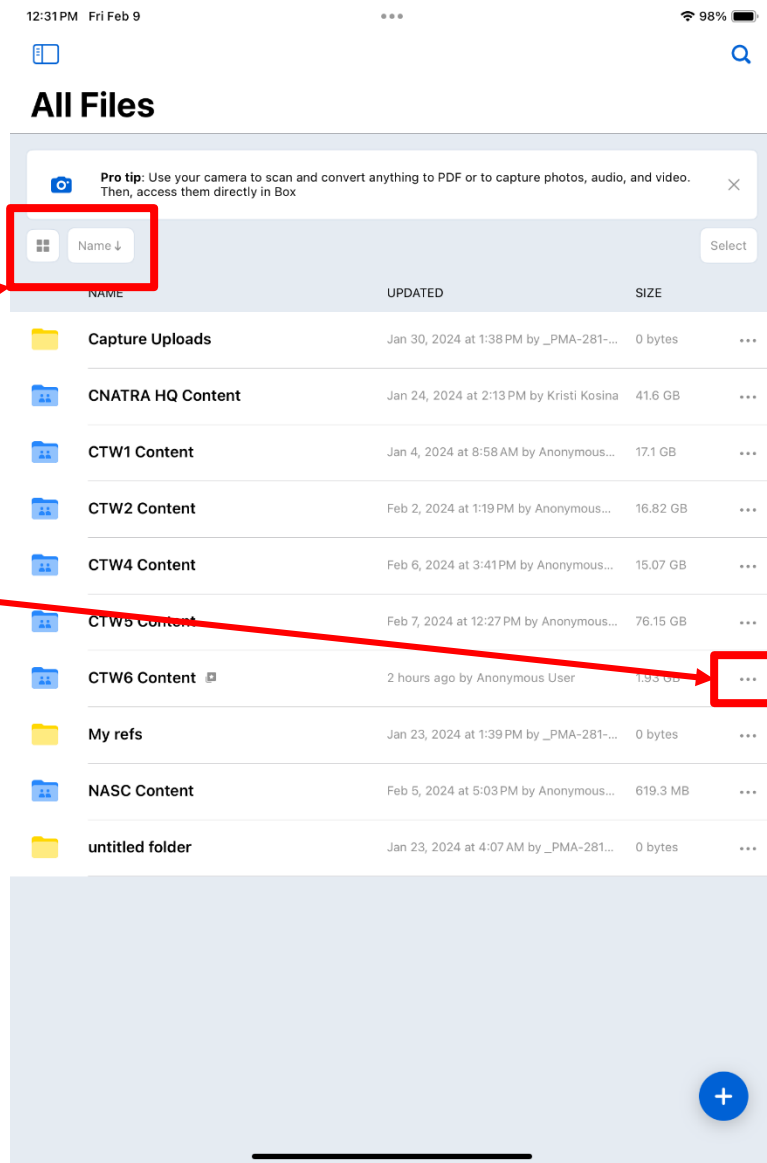 12:31 PM Fri Feb 9 98%
All Files
Pro tip: Use your camera to scan and convert anything to PDF or to capture photos, audio, and video.
Then, access them directly in Box
Name ↓ Select
NAME UPDATED SIZE
Capture Uploads Jan 30, 2024 at 1:38 PM by _PMA-281-... 0 bytes
CNATRA HQ Content Jan 24, 2024 at 2:13 PM by Kristi Kosina 41.6 GB
CTW1 Content Jan 4, 2024 at 8:58 AM by Anonymous... 17.1 GB
CTW2 Content Feb 2, 2024 at 1:19 PM by Anonymous... 16.82 GB
CTW4 Content Feb 6, 2024 at 3:41 PM by Anonymous... 15.07 GB
CTW5 Content Feb 7, 2024 at 12:27 PM by Anonymous... 76.15 GB
CTW6 Content 2 hours ago by Anonymous User 1.93 GB
My refs Jan 23, 2024 at 1:39 PM by _PMA-281-... 0 bytes
NASC Content Feb 5, 2024 at 5:03 PM by Anonymous... 619.3 MB
untitled folder Jan 23, 2024 at 4:07 AM by _PMA-281... 0 bytes